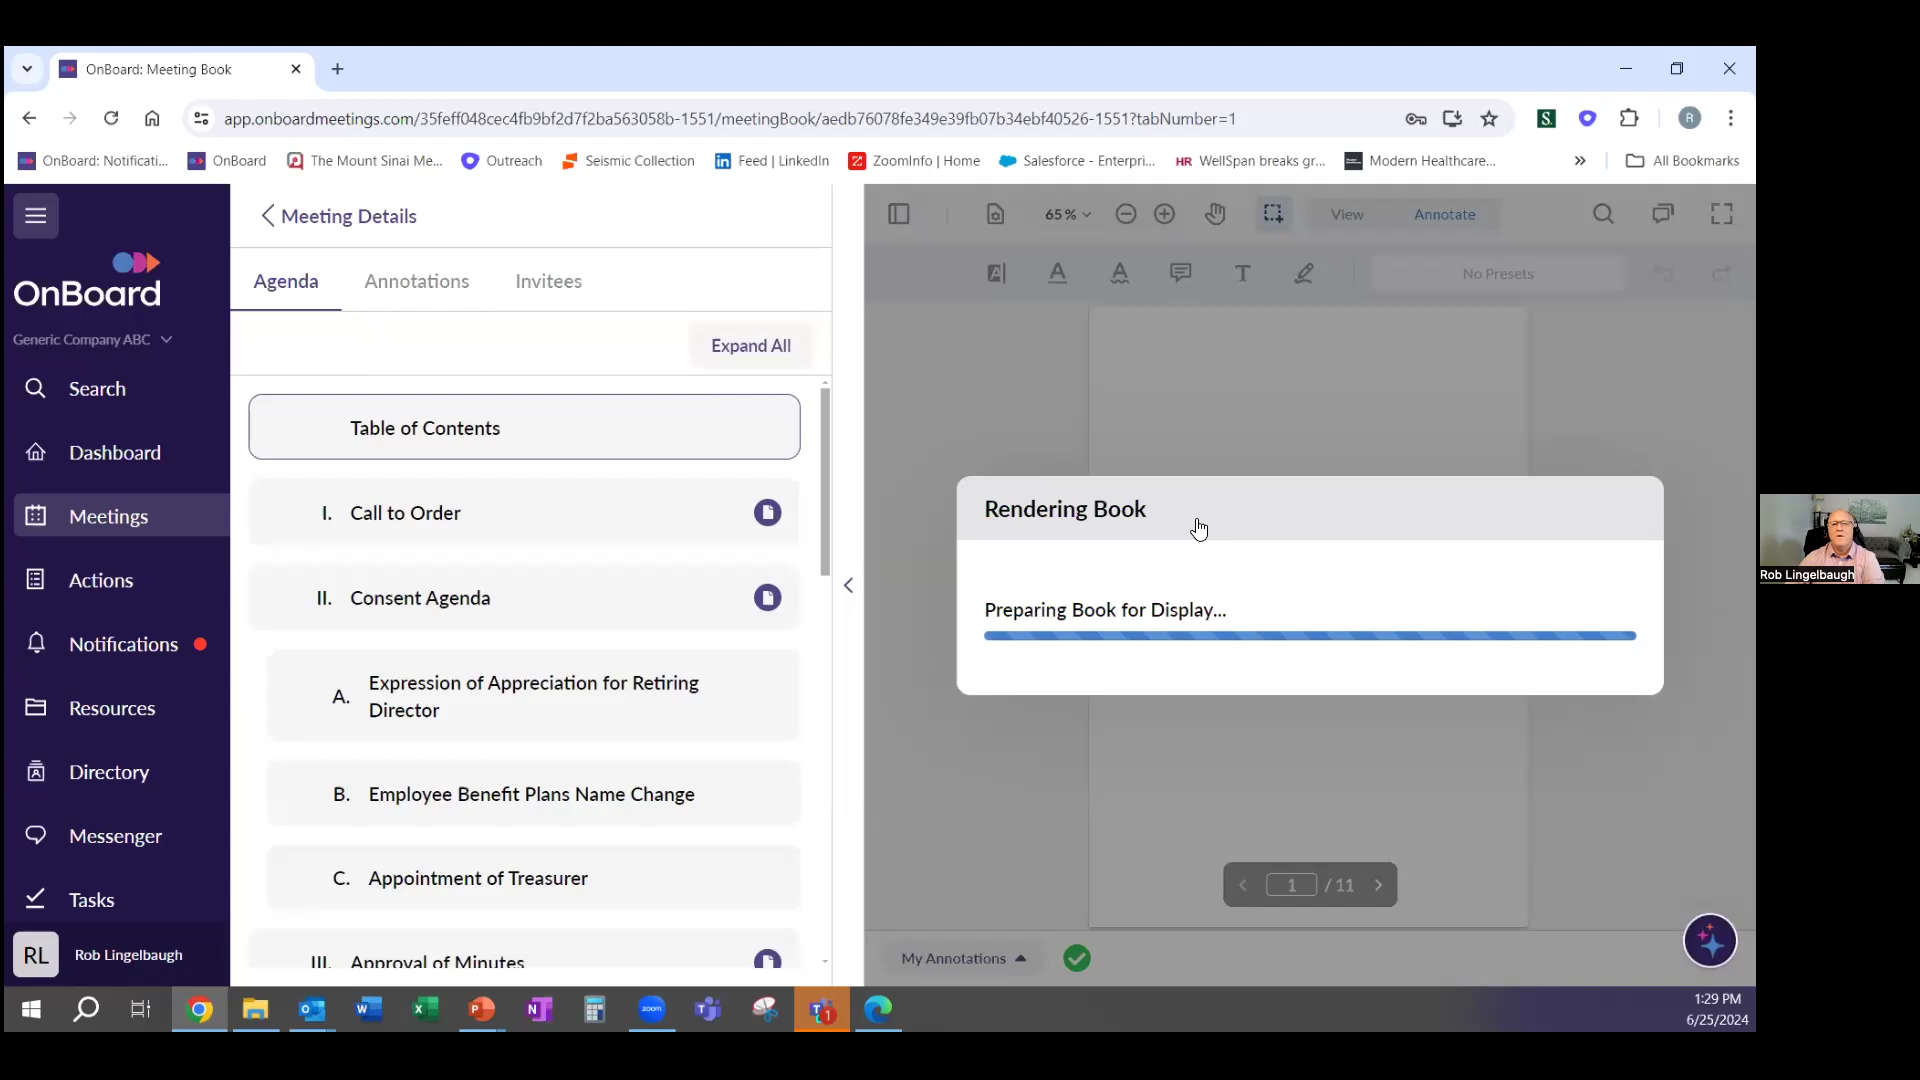 OnBoard: Meeting Book
app.onboardmeetings.com/35feff048cec4fb9bf2d7f2ba563058b-1551/meetingBook/aedb76078fe349e39fb07b34ebf40526-1551?tabNumber=1
S.
R
OnBoard: Notificati...
OnBoard
The Mount Sinai Me...
Outreach
Seismic Collection
Feed | LinkedIn
ZoomInfo | Home
Salesforce - Enterpri...
HR WellSpan breaks gr...
Modern Healthcare...
All Bookmarks
OnBoard
Generic Company ABC
Search
Dashboard
Meetings
Actions
Notifications
Resources
Directory
Messenger
Tasks
RL Rob Lingelbaugh
Meeting Details
Agenda Annotations Invitees
Expand All
Table of Contents
I. Call to Order
II. Consent Agenda
A. Expression of Appreciation for Retiring
Director
B. Employee Benefit Plans Name Change
C. Appointment of Treasurer
III. Approval of Minutes
65%
View Annotate
No Presets
Rendering Book
Preparing Book for Display...
1 / 11
My Annotations
Rob Lingelbaugh
zoom
1
1:29 PM
6/25/2024